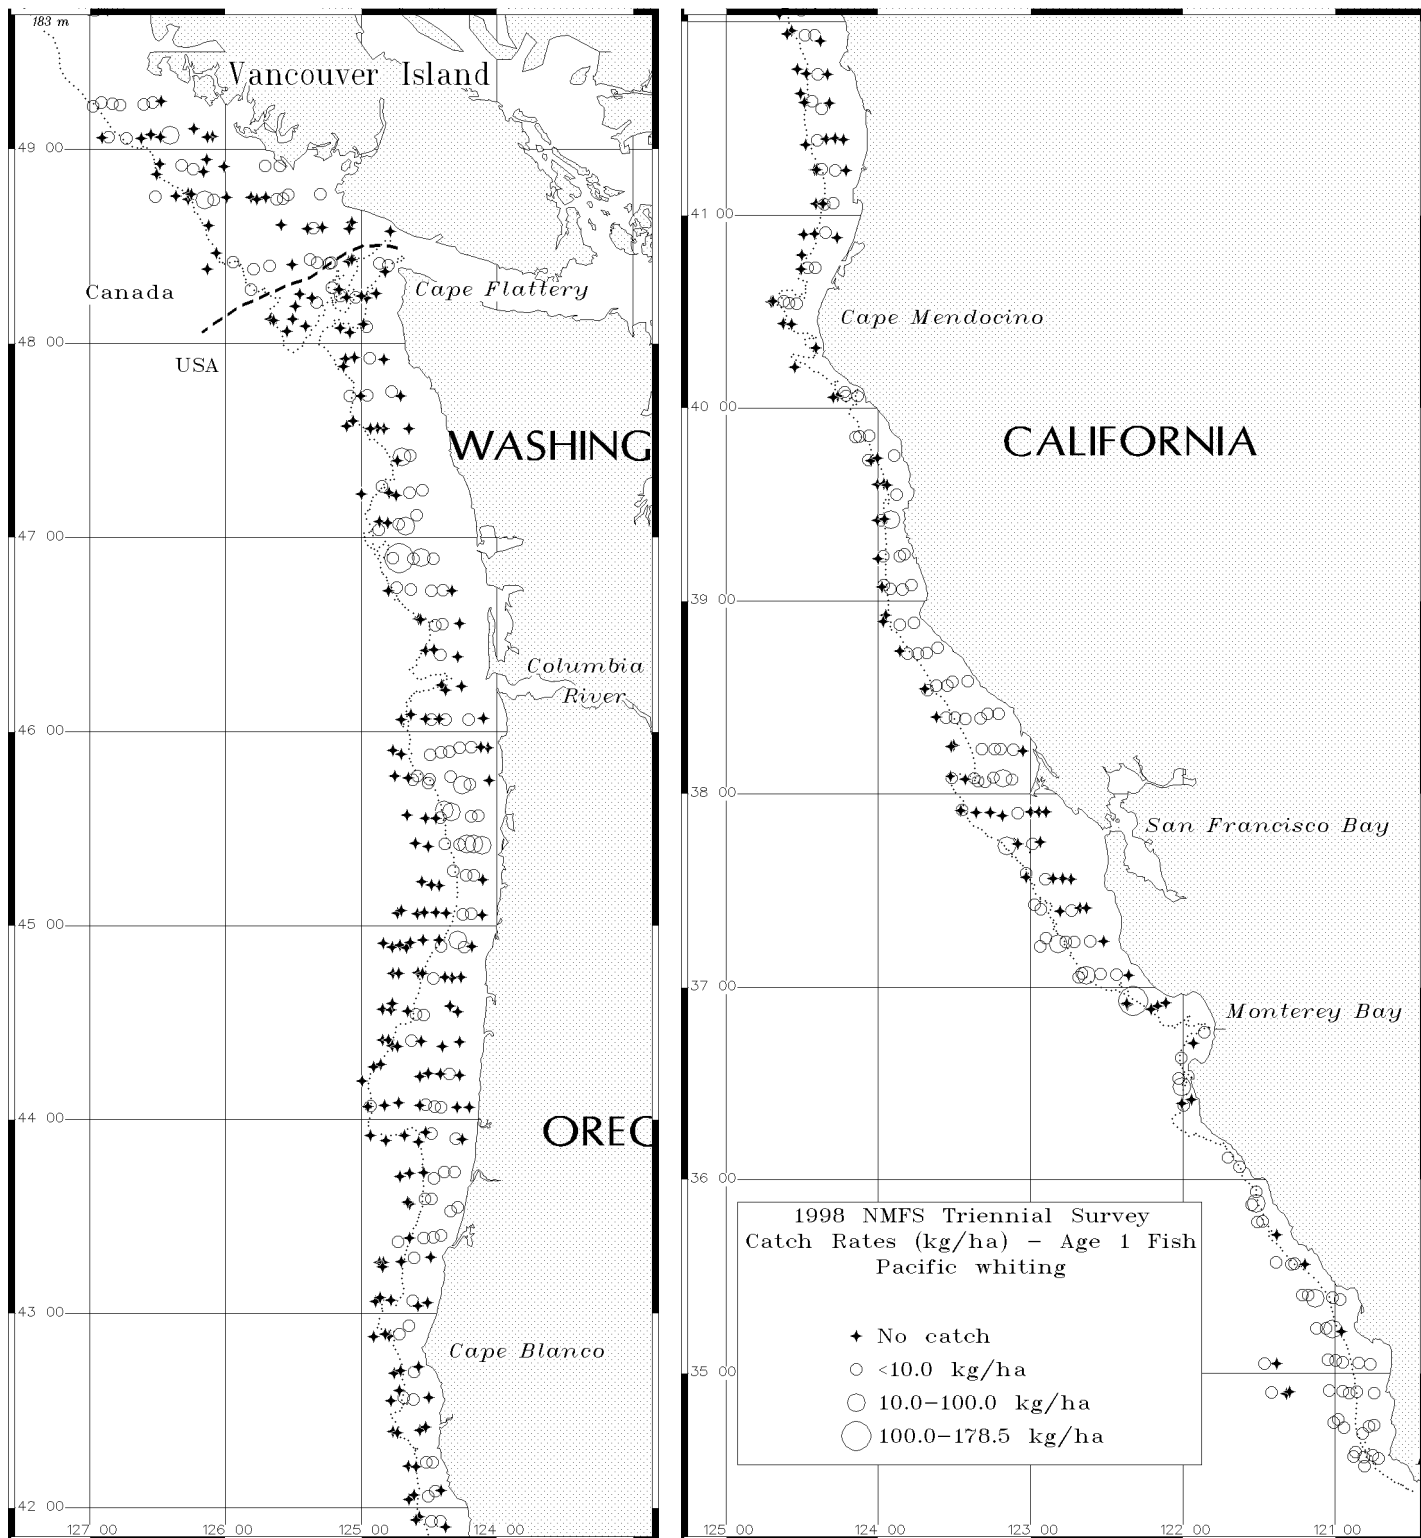 183 m
Vancouver Island
49 00
Canada
Cape Flattery
48 00
USA
WASHING
47 00
Columbia
River
46 00
45 00
44 00
OREG
43 00
Cape Blanco
42 00
127 00
126 00
125 00
124 00
41 00
Cape Mendocino
40 00
CALIFORNIA
39 00
38 00
San Francisco Bay
37 00
Monterey Bay
36 00
1998 NMFS Triennial Survey
Catch Rates (kg/ha) – Age 1 Fish
Pacific whiting
No catch
<10.0 kg/ha
10.0–100.0 kg/ha
100.0–178.5 kg/ha
35 00
125 00
124 00
123 00
122 00
121 00